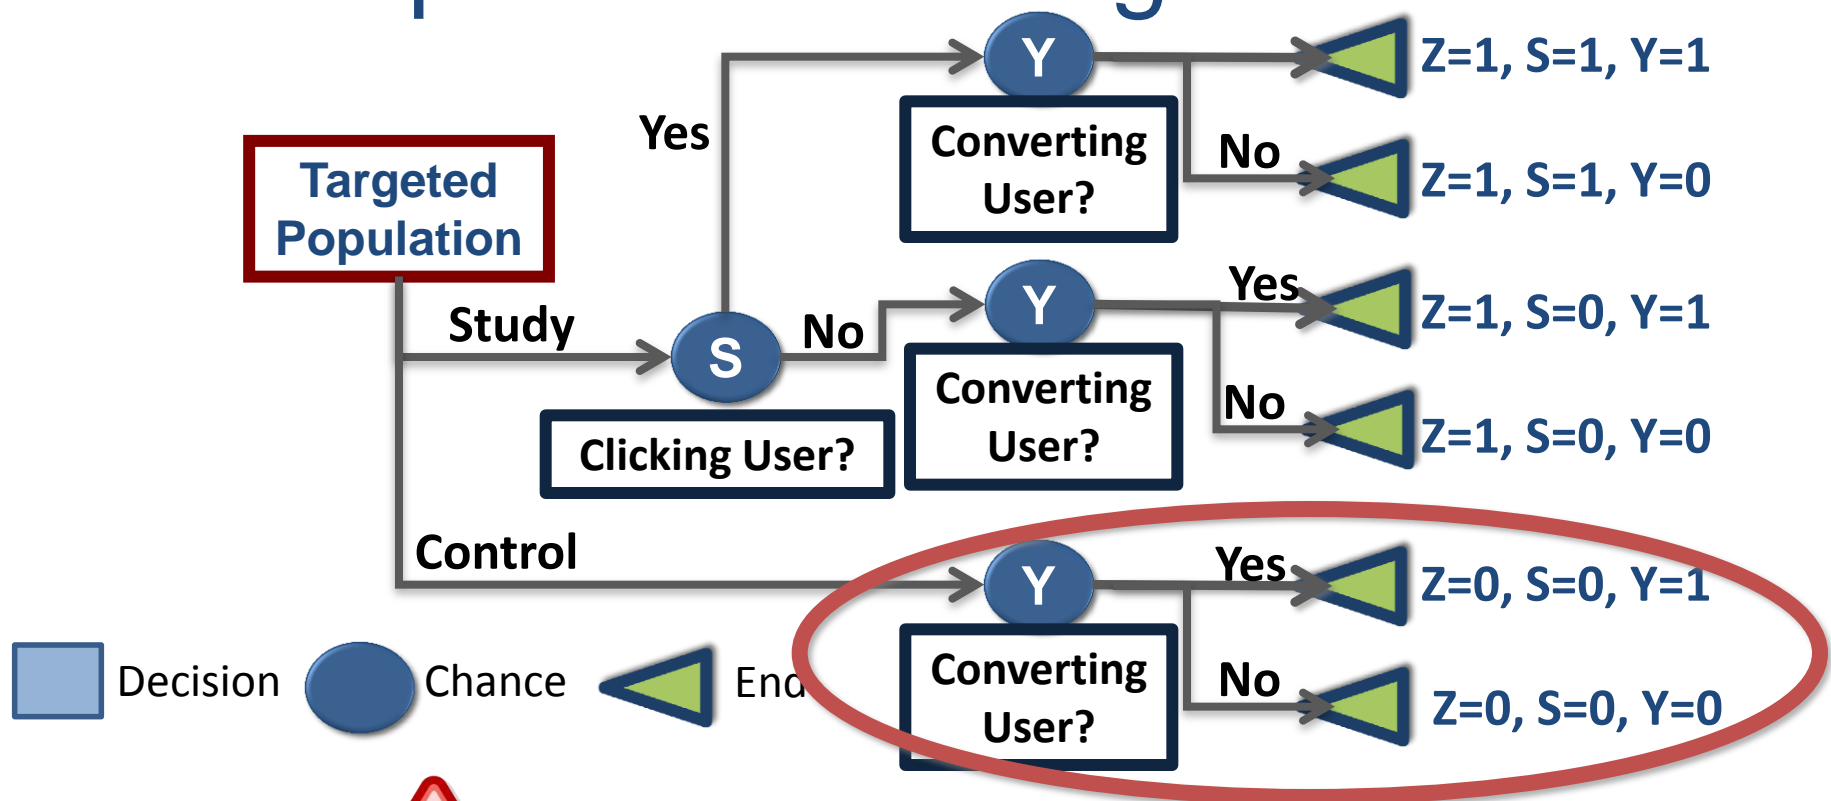 Yes
Y
Z=1, S=1, Y=1
Converting
User?
No
Z=1, S=1, Y=0
Targeted
Population
Study
S
No
Y
Yes
Z=1, S=0, Y=1
Clicking User?
Converting
User?
No
Z=1, S=0, Y=0
Control
Y
Yes
Z=0, S=0, Y=1
Converting
User?
No
Z=0, S=0, Y=0
Decision
Chance
End